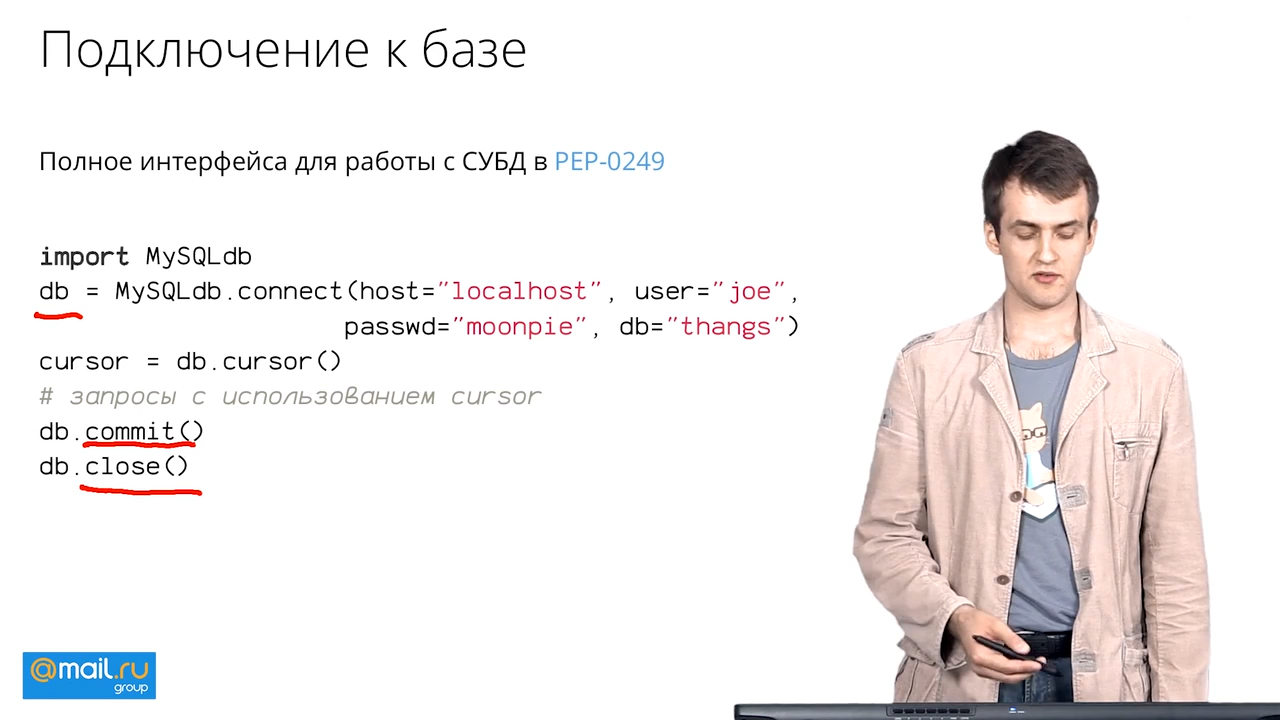 Подключение к базе
Полное интерфейса для работы с СУБД в PEP-0249
import MySQLdb
db = MySQLdb.connect(host="localhost", user="joe",
passwd="moonpie", db="thangs")
cursor = db.cursor()
# запросы с использованием cursor
db.commit()
db.close()
@mail.ru
group